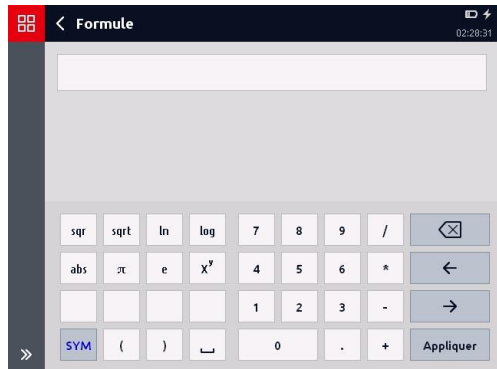 Formule
02:28:31
sqr sqrt ln log 7 8 9 /
abs π e Xʸ 4 5 6 *
1 2 3 -
SYM ( ) 0 . + Appliquer